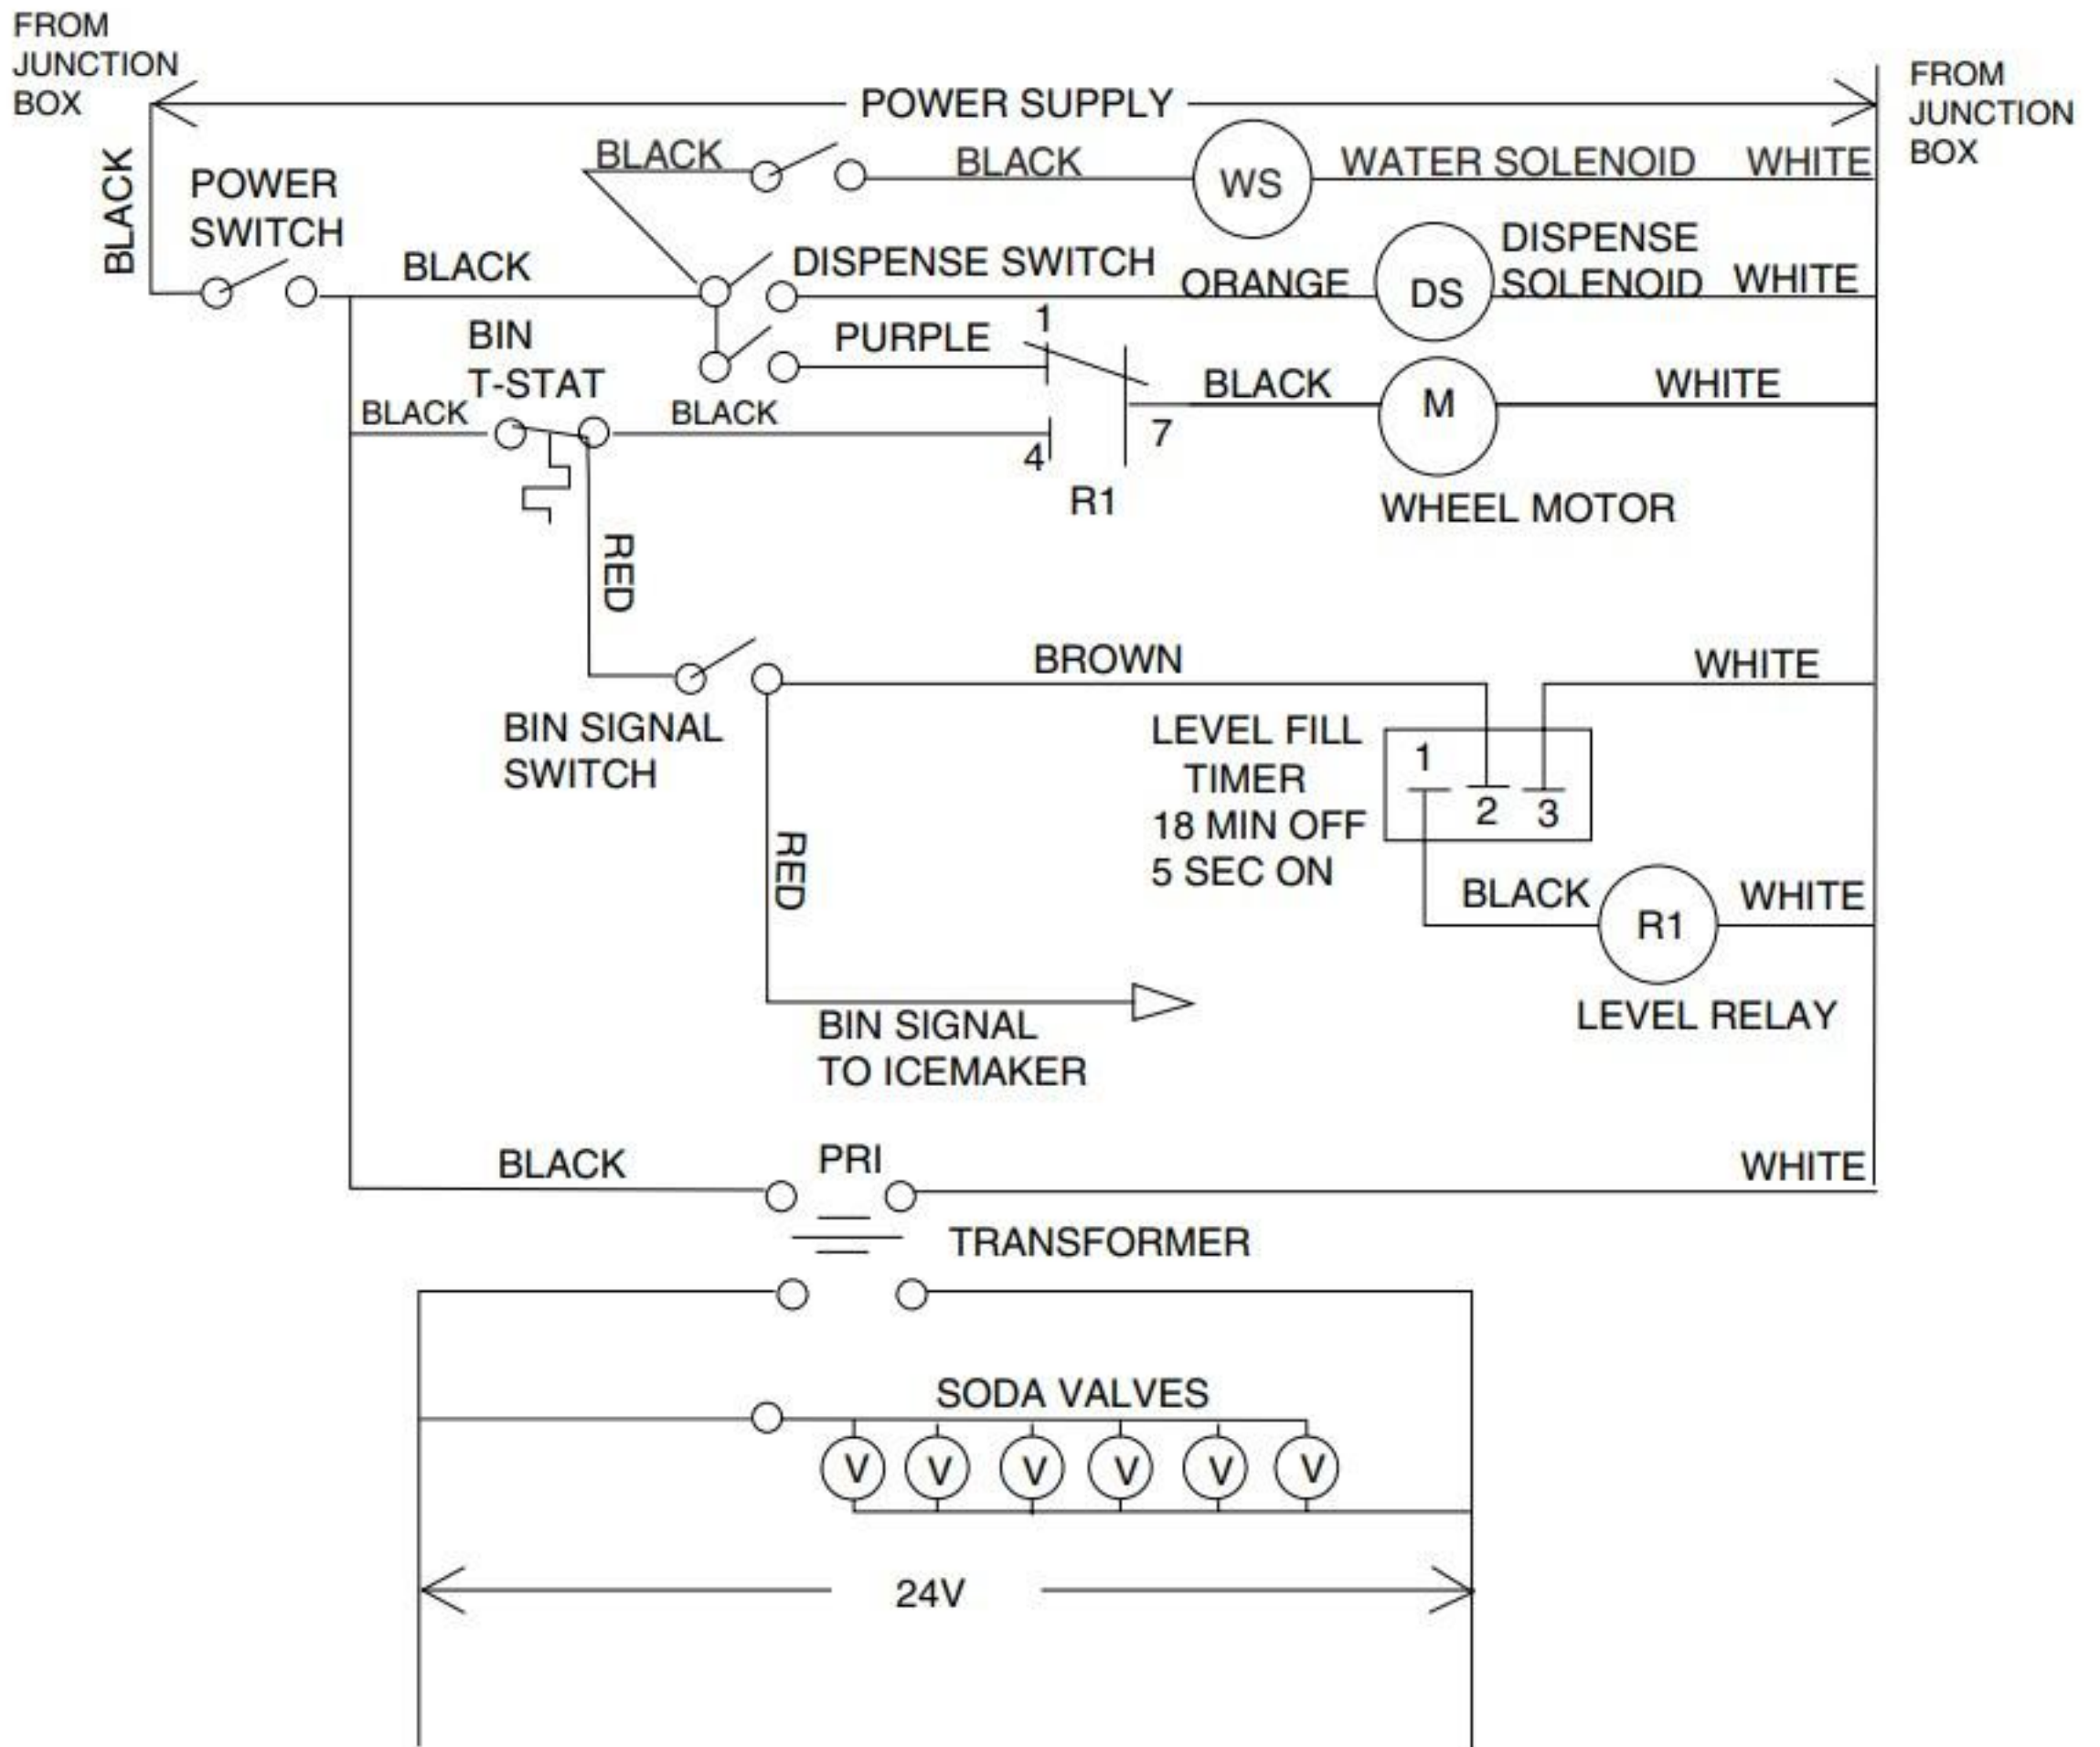 FROM
JUNCTION
BOX
POWER SUPPLY
FROM
JUNCTION
BOX
BLACK
POWER
SWITCH
BLACK
BLACK
WS
WATER SOLENOID
WHITE
BLACK
DISPENSE SWITCH
ORANGE
DS
DISPENSE
SOLENOID
WHITE
BIN
T-STAT
PURPLE
1
BLACK
BLACK
4
7
R1
BLACK
M
WHITE
WHEEL MOTOR
RED
BROWN
WHITE
BIN SIGNAL
SWITCH
LEVEL FILL
TIMER
18 MIN OFF
5 SEC ON
1
2
3
RED
BLACK
R1
WHITE
LEVEL RELAY
BIN SIGNAL
TO ICEMAKER
BLACK
PRI
WHITE
TRANSFORMER
SODA VALVES
V V V V V V
24V